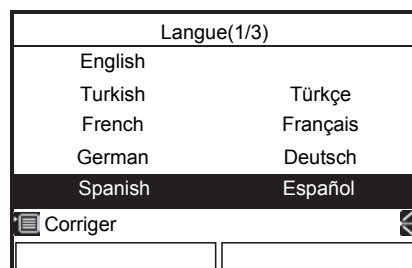 Langue(1/3)
English
Turkish Türkçe
French Français
German Deutsch
Spanish Español
Corriger